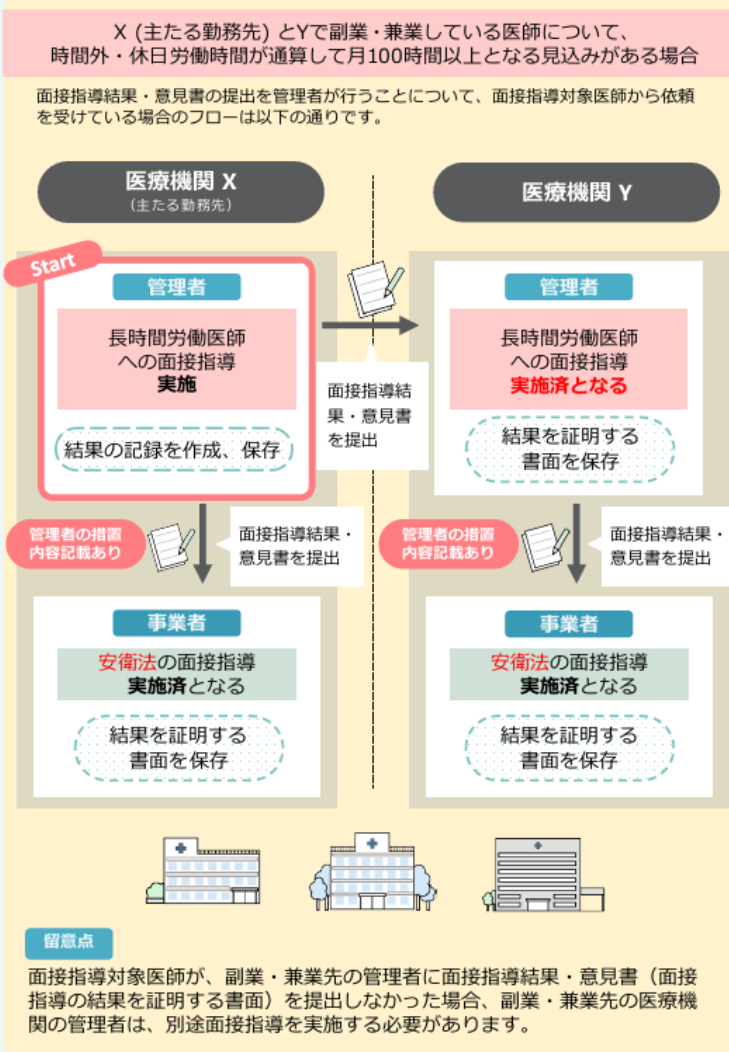 X (主たる勤務先) とYで副業・兼業している医師について、
時間外・休日労働時間が通算して月100時間以上となる見込みがある場合
面接指導結果・意見書の提出を管理者が行うことについて、面接指導対象医師から依頼
を受けている場合のフローは以下の通りです。
医療機関 X
(主たる勤務先)
医療機関 Y
Start
管理者
長時間労働医師
への面接指導
実施
結果の記録を作成、保存
面接指導結
果・意見書
を提出
管理者
長時間労働医師
への面接指導
実施済となる
結果を証明する
書面を保存
管理者の措置
内容記載あり
面接指導結果・
意見書を提出
管理者の措置
内容記載あり
面接指導結果・
意見書を提出
事業者
安衛法の面接指導
実施済となる
結果を証明する
書面を保存
事業者
安衛法の面接指導
実施済となる
結果を証明する
書面を保存
留意点
面接指導対象医師が、副業・兼業先の管理者に面接指導結果・意見書（面接
指導の結果を証明する書面）を提出しなかった場合、副業・兼業先の医療機
関の管理者は、別途面接指導を実施する必要があります。